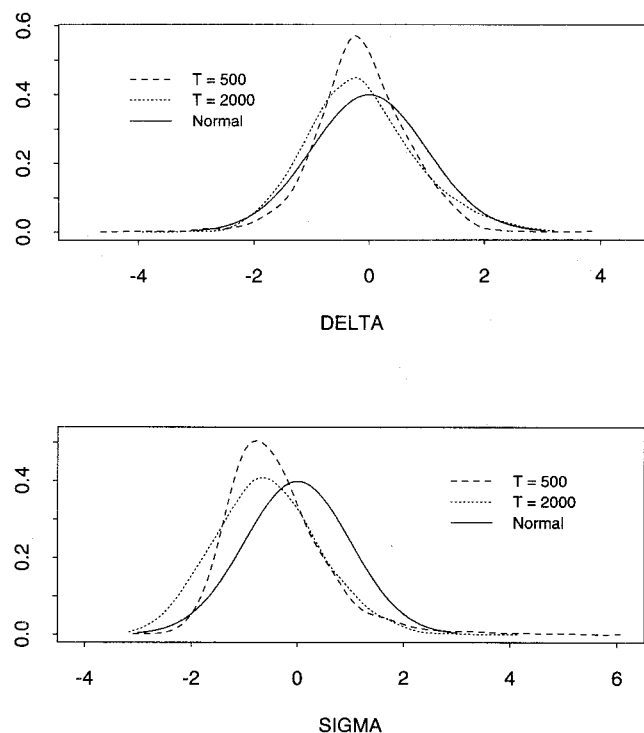 0.6
0.4
0.2
0.0
T = 500
T = 2000
Normal
-4 -2 0 2 4
DELTA
0.4
0.2
0.0
T = 500
T = 2000
Normal
-4 -2 0 2 4 6
SIGMA